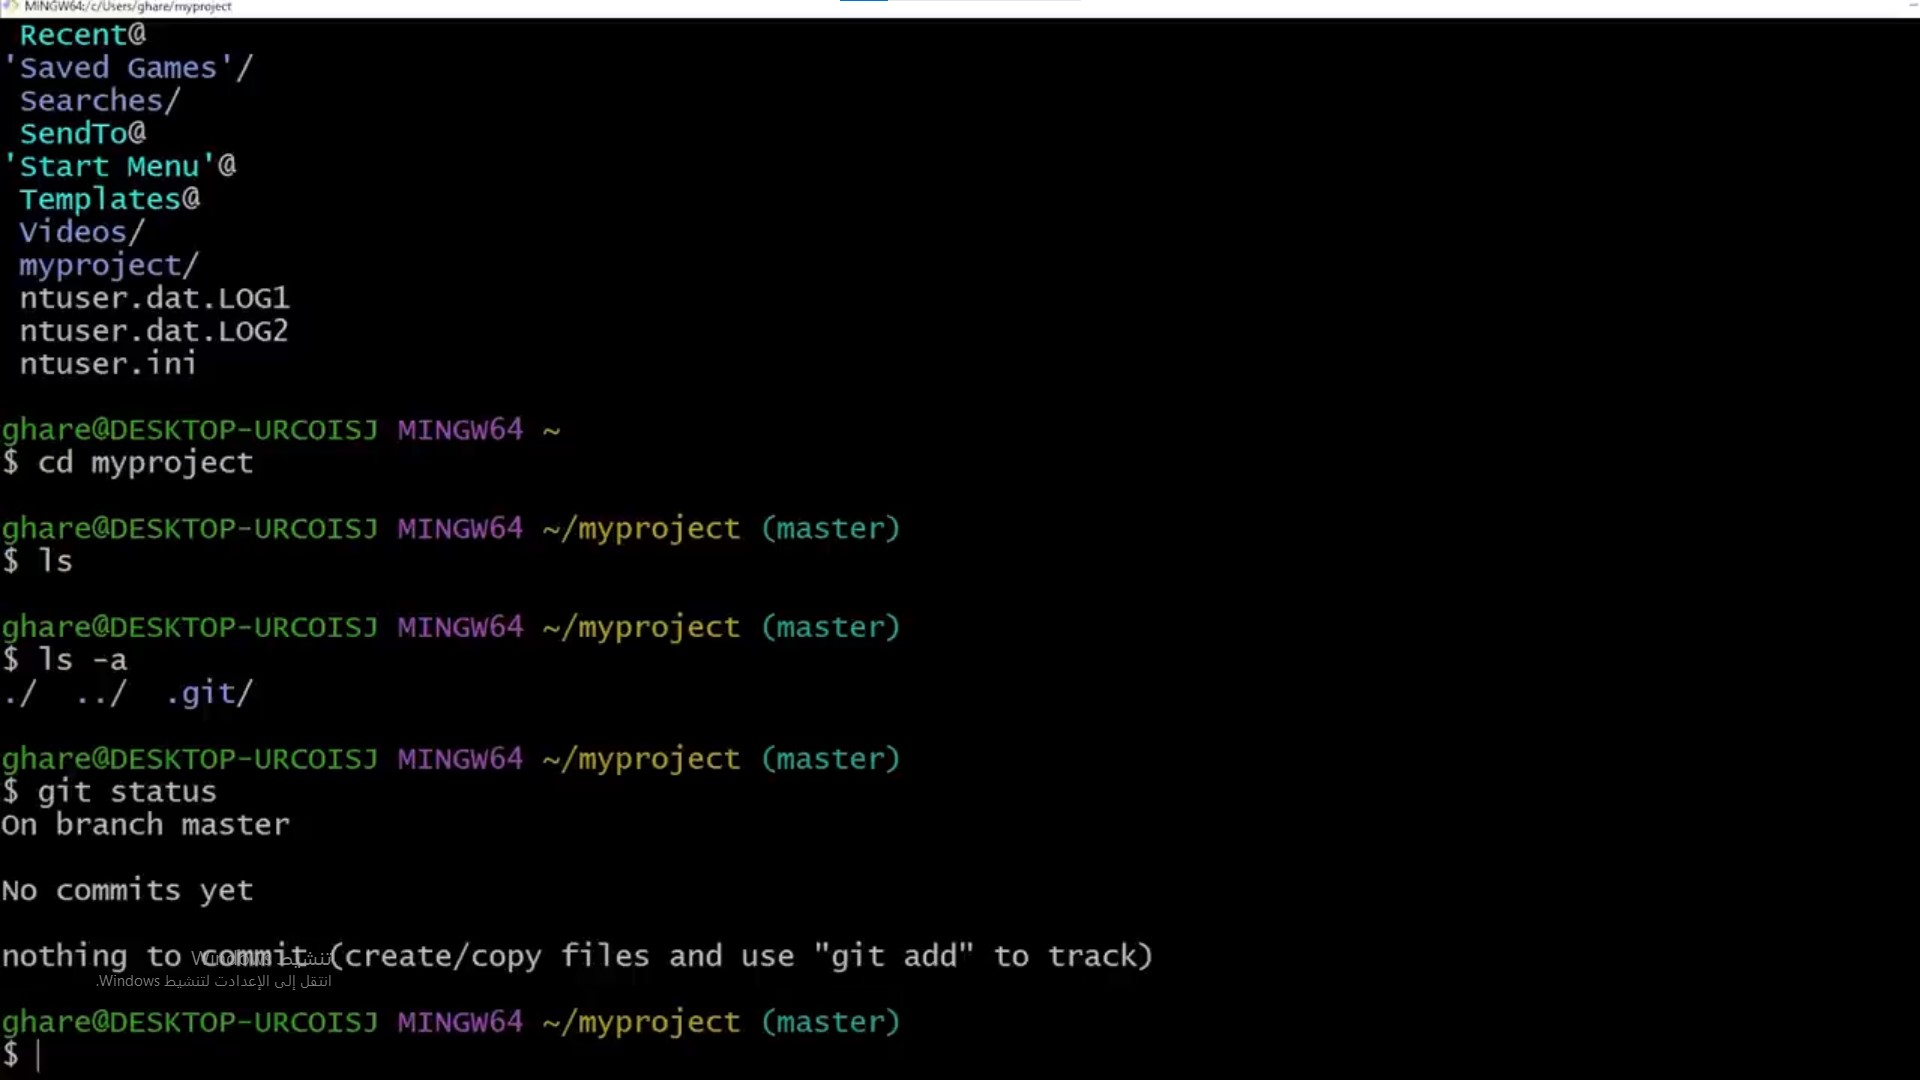 MINGW64:/c/Users/ghare/myproject
Recent@
'Saved Games'/
Searches/
SendTo@
'Start Menu'@
Templates@
Videos/
myproject/
ntuser.dat.LOG1
ntuser.dat.LOG2
ntuser.ini
ghare@DESKTOP-URCOISJ MINGW64 ~
$ cd myproject
ghare@DESKTOP-URCOISJ MINGW64 ~/myproject (master)
$ ls
ghare@DESKTOP-URCOISJ MINGW64 ~/myproject (master)
$ ls -a
./ ../ .git/
ghare@DESKTOP-URCOISJ MINGW64 ~/myproject (master)
$ git status
On branch master
No commits yet
nothing to commit (create/copy files and use "git add" to track)
تنشيط Windows
انتقل إلى الإعدادت لتنشيط Windows.
ghare@DESKTOP-URCOISJ MINGW64 ~/myproject (master)
$